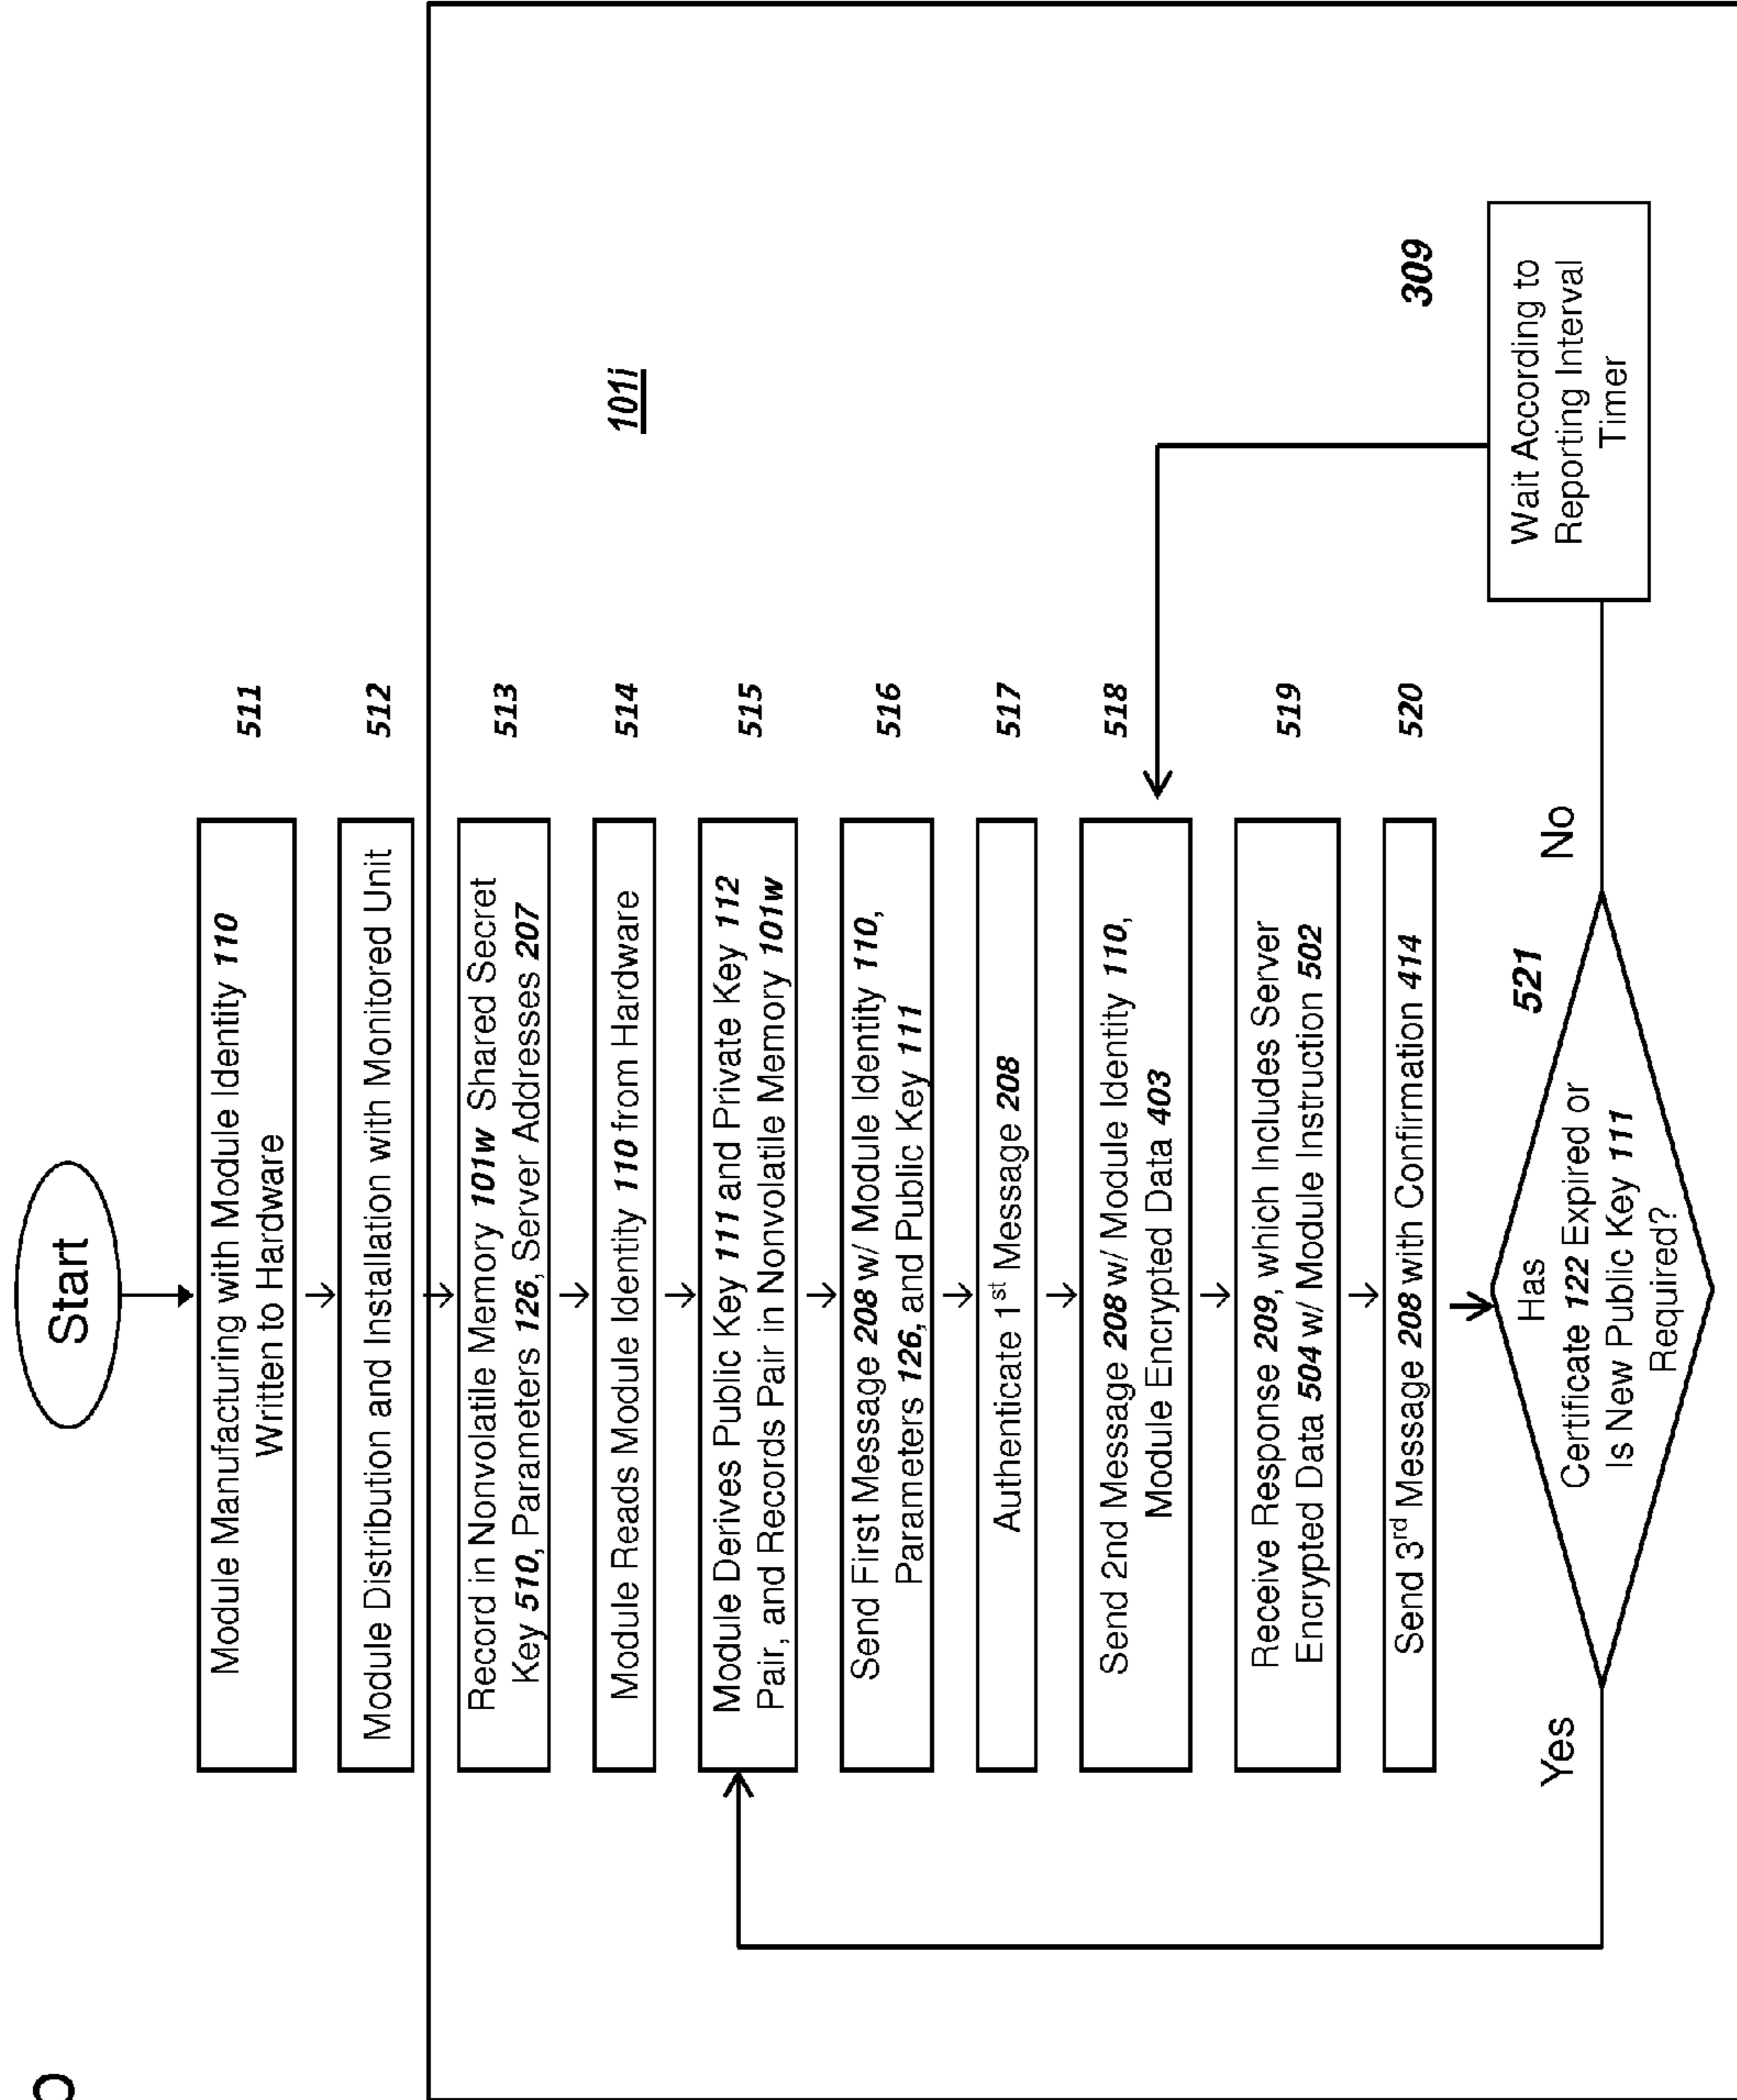 Start
Module Manufacturing with Module Identity 110
Written to Hardware
511
Module Distribution and Installation with Monitored Unit
512
Record in Nonvolatile Memory 101w Shared Secret
Key 510, Parameters 126, Server Addresses 207
513
Module Reads Module Identity 110 from Hardware
514
Module Derives Public Key 111 and Private Key 112
Pair, and Records Pair in Nonvolatile Memory 101w
515
Send First Message 208 w/ Module Identity 110,
Parameters 126, and Public Key 111
516
Authenticate 1st Message 208
517
Send 2nd Message 208 w/ Module Identity 110,
Module Encrypted Data 403
518
Receive Response 209, which Includes Server
Encrypted Data 504 w/ Module Instruction 502
519
Send 3rd Message 208 with Confirmation 414
520
101i
521
Has
Certificate 122 Expired or
Is New Public Key 111
Required?
Yes
No
309
Wait According to
Reporting Interval
Timer